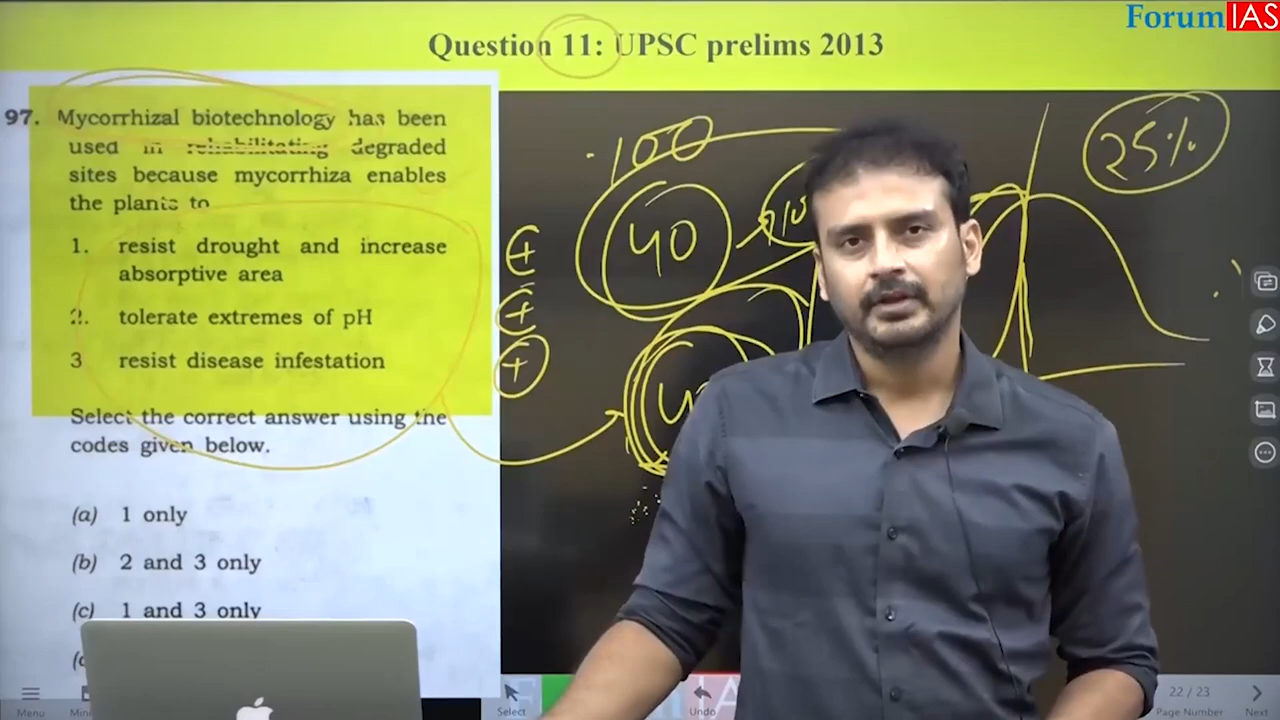 ForumIAS
Question 11: UPSC prelims 2013
97. Mycorrhizal biotechnology has been
used in rehabilitating degraded
sites because mycorrhiza enables
the plants to
1. resist drought and increase
absorptive area
2. tolerate extremes of pH
3 resist disease infestation
Select the correct answer using the
codes given below.
(a) 1 only
(b) 2 and 3 only
(c) 1 and 3 only
100
40
25%
+
+
+
Menu
Select
Undo
22 / 23
Page Number
Next